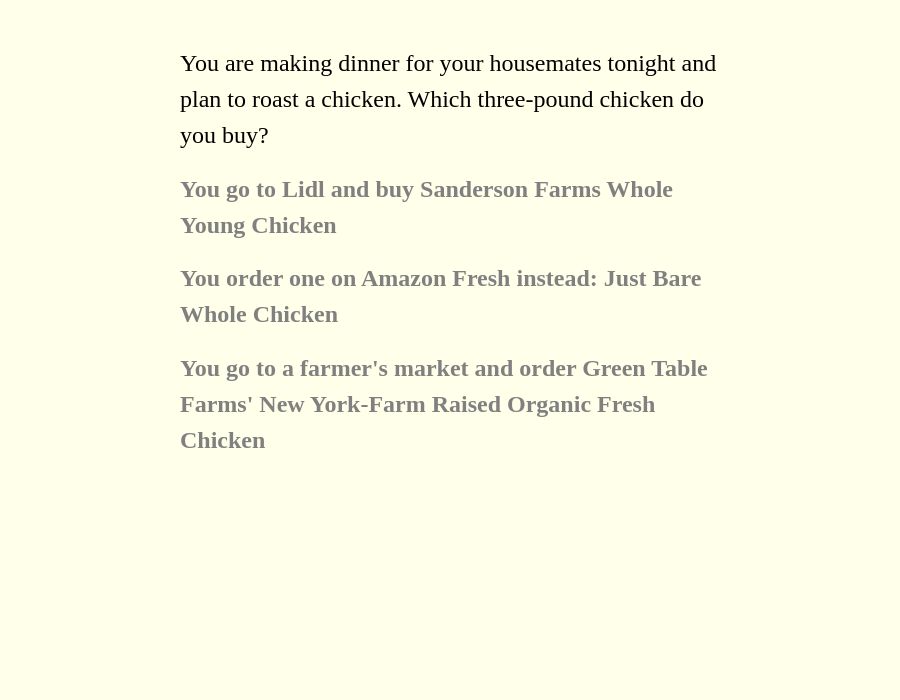 You are making dinner for your housemates tonight and
plan to roast a chicken. Which three-pound chicken do
you buy?
You go to Lidl and buy Sanderson Farms Whole
Young Chicken
You order one on Amazon Fresh instead: Just Bare
Whole Chicken
You go to a farmer's market and order Green Table
Farms' New York-Farm Raised Organic Fresh
Chicken